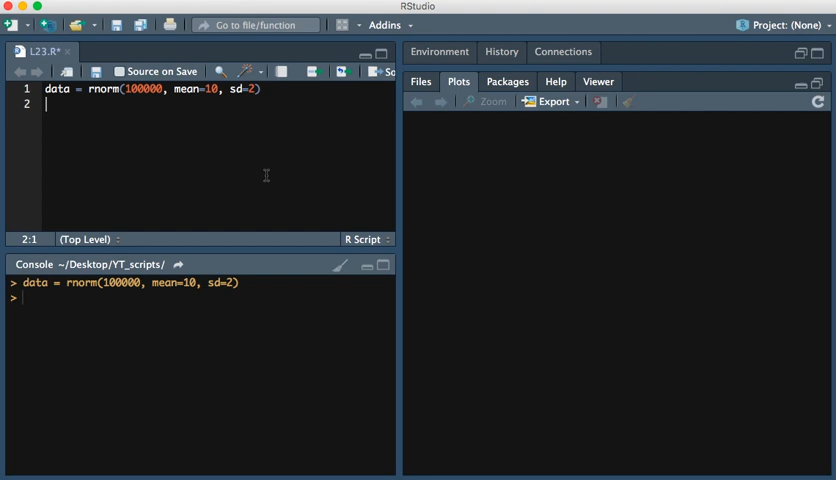 RStudio
Go to file/function
Addins
Project: (None)
L23.R*
Source on Save
So
1 data = rnorm(100000, mean=10, sd=2)
2
2:1 (Top Level) R Script
Console ~/Desktop/YT_scripts/
> data = rnorm(100000, mean=10, sd=2)
>
Environment History Connections
Files Plots Packages Help Viewer
Zoom Export